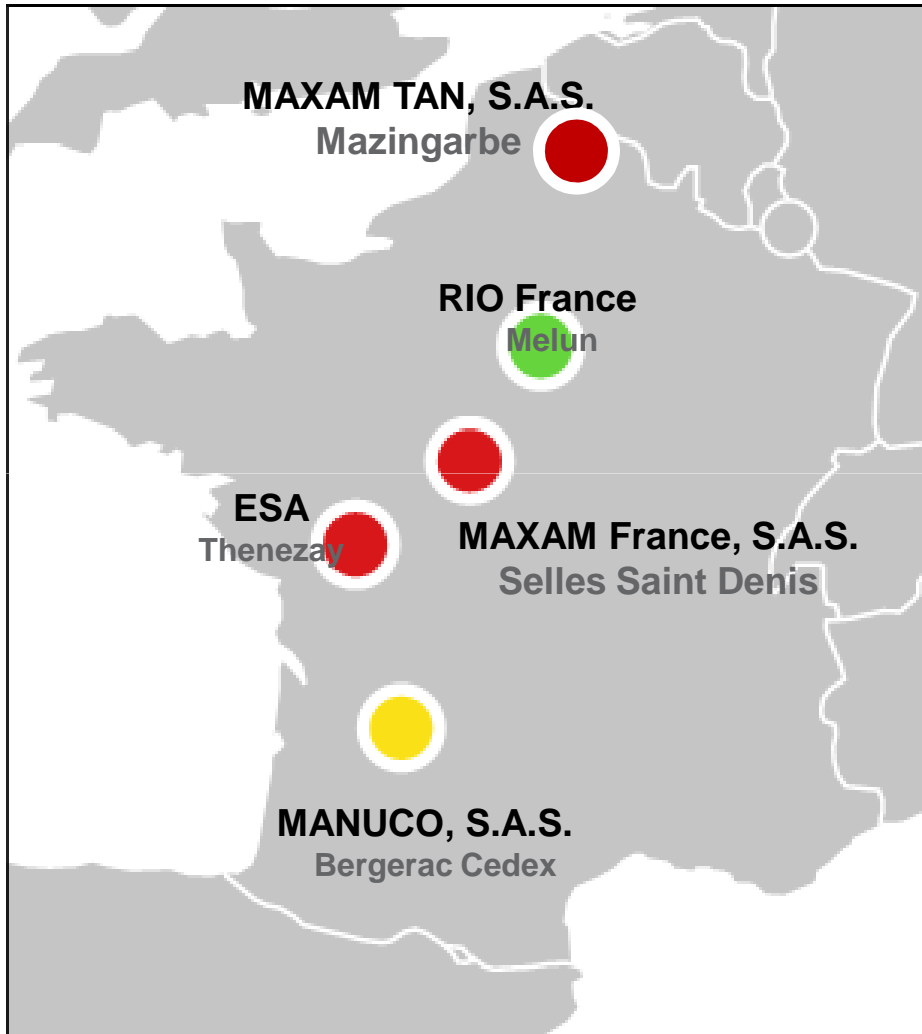 MAXAM TAN, S.A.S.
Mazingarbe
RIO France
Melun
ESA
Thenezay
MAXAM France, S.A.S.
Selles Saint Denis
MANUCO, S.A.S.
Bergerac Cedex